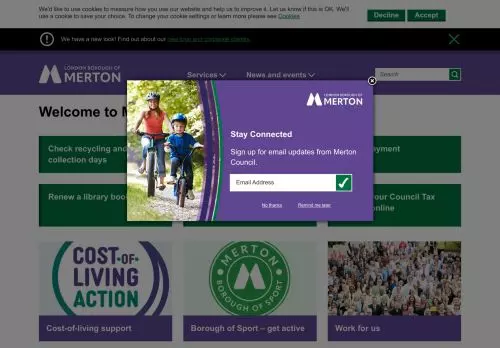 We'd like to use cookies to measure how you use our website and help us to improve it. Let us know if this is OK. We'll
use a cookie to save your choice. To change your cookie settings or learn more please see Cookies
Decline
Accept
We have a new look! Find out about our new logo and corporate colours.
LONDON BOROUGH OF
MERTON
Services
News and events
Search
Welcome to M
LONDON BOROUGH OF
MERTON
Stay Connected
Sign up for email updates from Merton
Council.
Email Address
No thanks
Remind me later
Check recycling and
collection days
ayment
Renew a library boo
our Council Tax
online
COST-OF-
LIVING
ACTION
MERTON
BOROUGH OF SPORT
Cost-of-living support
Borough of Sport – get active
Work for us